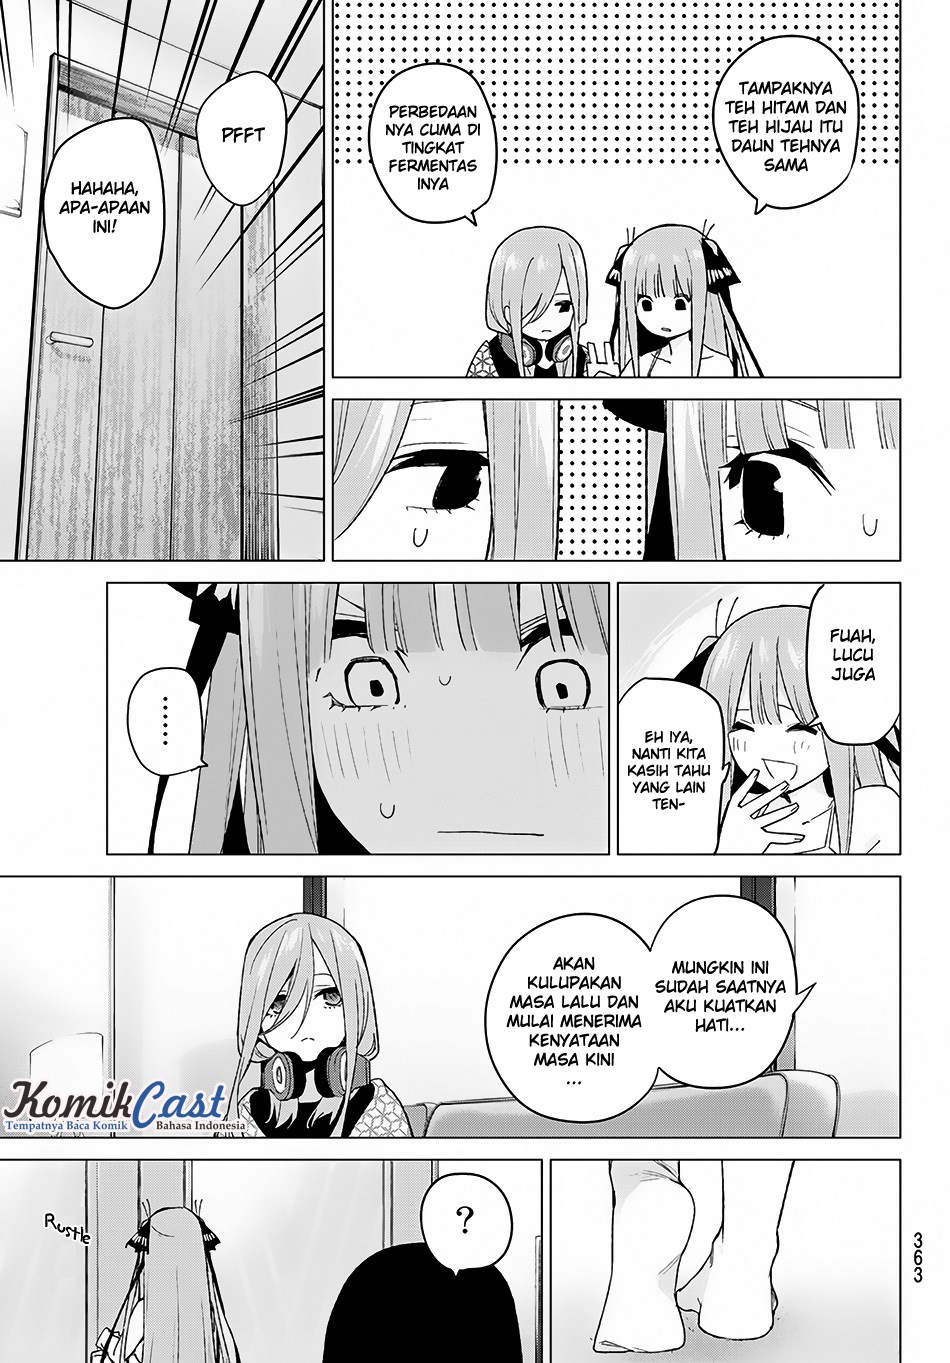 TAMPAKNYA
TEH HITAM DAN
TEH HIJAU ITU
DAUN TEHNYA
SAMA
PERBEDAAN
NYA CUMA DI
TINGKAT
FERMENTAS
INYA
PFFT
HAHAHA,
APA-APAAN
INI!
FUAH,
LUCU
JUGA
EH IYA,
NANTI KITA
KASIH TAHU
YANG LAIN
TEN-
......
MUNGKIN INI
SUDAH SAATNYA
AKU KUATKAN
HATI...
AKAN
KULUPAKAN
MASA LALU DAN
MULAI MENERIMA
KENYATAAN
MASA KINI
...
KomikCast
Tempatnya Baca Komik Bahasa Indonesia
?
Rustle
363